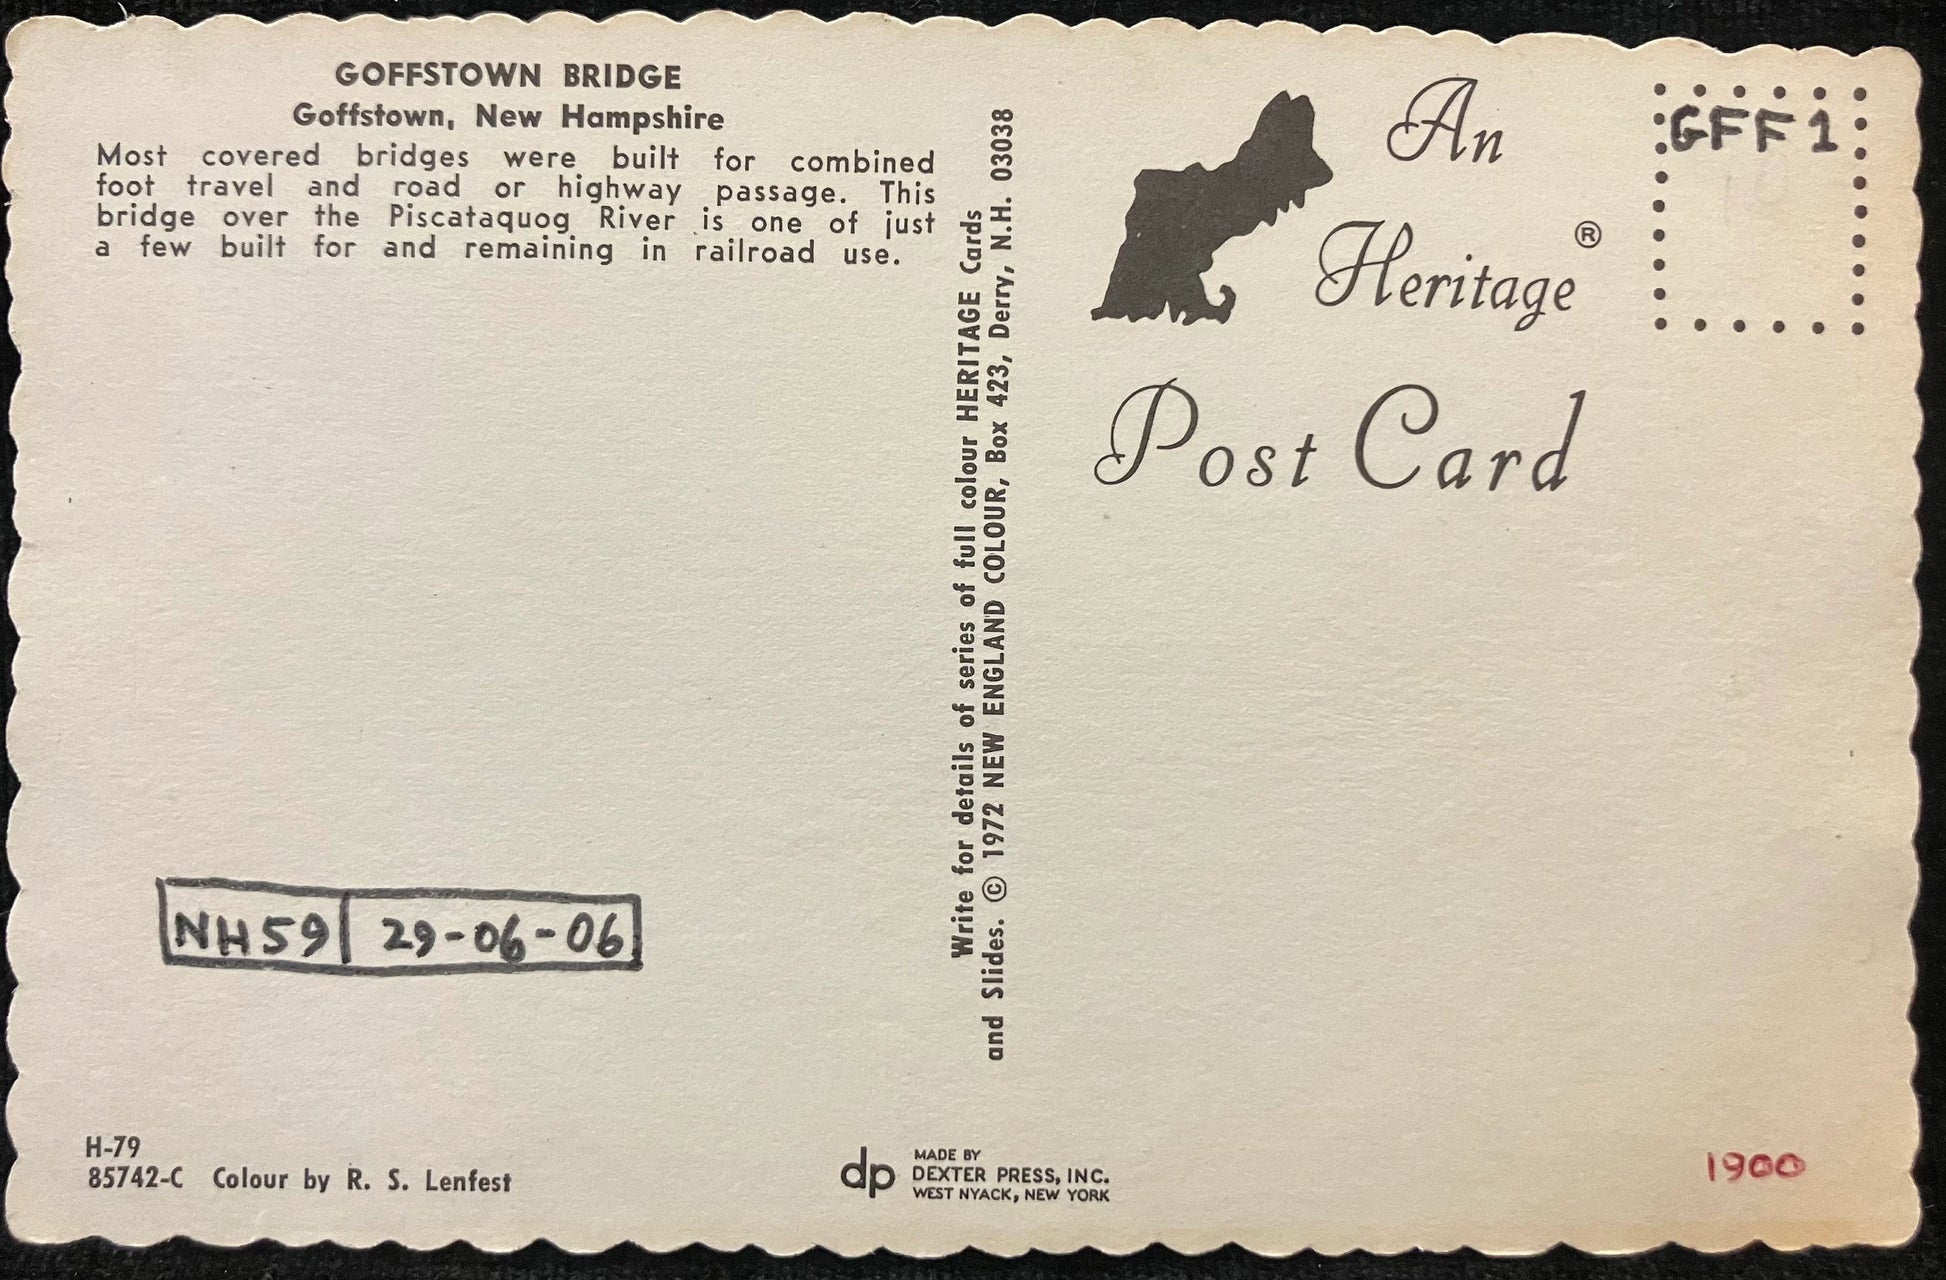 GOFFSTOWN BRIDGE
Goffstown, New Hampshire
Most covered bridges were built for combined
foot travel and road or highway passage. This
bridge over the Piscataquog River is one of just
a few built for and remaining in railroad use.
NH59 29-06-06
H-79
85742-C Colour by R. S. Lenfest
Write for details of series of full colour HERITAGE Cards
and Slides. © 1972 NEW ENGLAND COLOUR, Box 423, Derry, N.H. 03038
dp
MADE BY
DEXTER PRESS, INC.
WEST NYACK, NEW YORK
An
Heritage®
Post Card
GFF1
1900